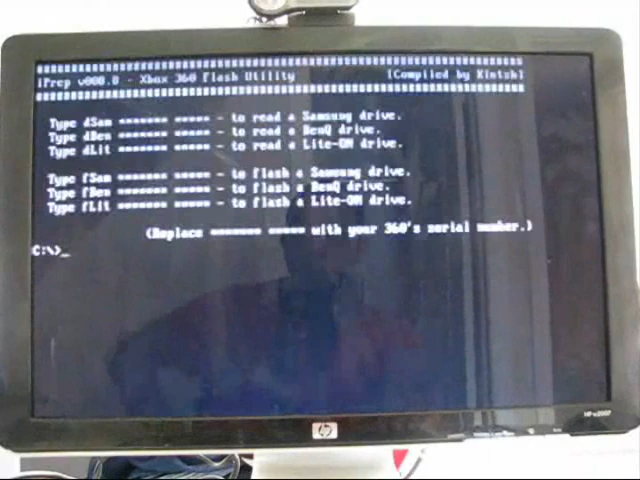 iPrep v000.8 - Xbox 360 Flash Utility [Compiled by Kintzh]
Type dSam ******* ***** - to read a Samsung drive.
Type dBen ******* ***** - to read a BenQ drive.
Type dLit ******* ***** - to read a Lite-ON drive.
Type fSam ******* ***** - to flash a Samsung drive.
Type fBen ******* ***** - to flash a BenQ drive.
Type fLit ******* ***** - to flash a Lite-ON drive.
(Replace ******* ***** with your 360's serial number.)
C:\>_
hp